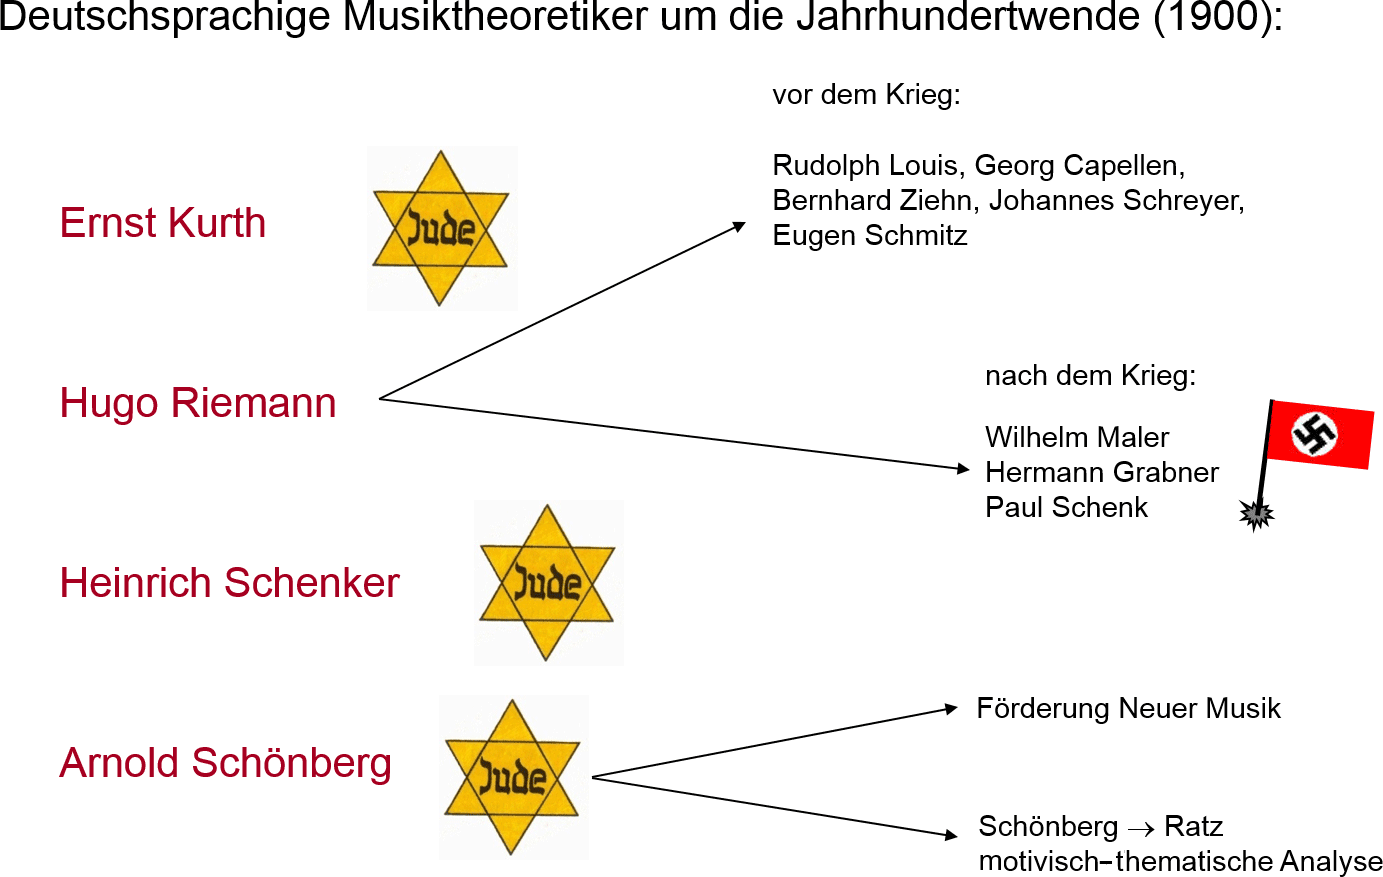 Deutschsprachige Musiktheoretiker um die Jahrhundertwende (1900):
vor dem Krieg:
Rudolph Louis, Georg Capellen,
Bernhard Ziehn, Johannes Schreyer,
Eugen Schmitz
Ernst Kurth
Jude
Hugo Riemann
nach dem Krieg:
Wilhelm Maler
Hermann Grabner
Paul Schenk
Heinrich Schenker
Jude
Arnold Schönberg
Jude
Förderung Neuer Musik
Schönberg → Ratz
motivisch–thematische Analyse